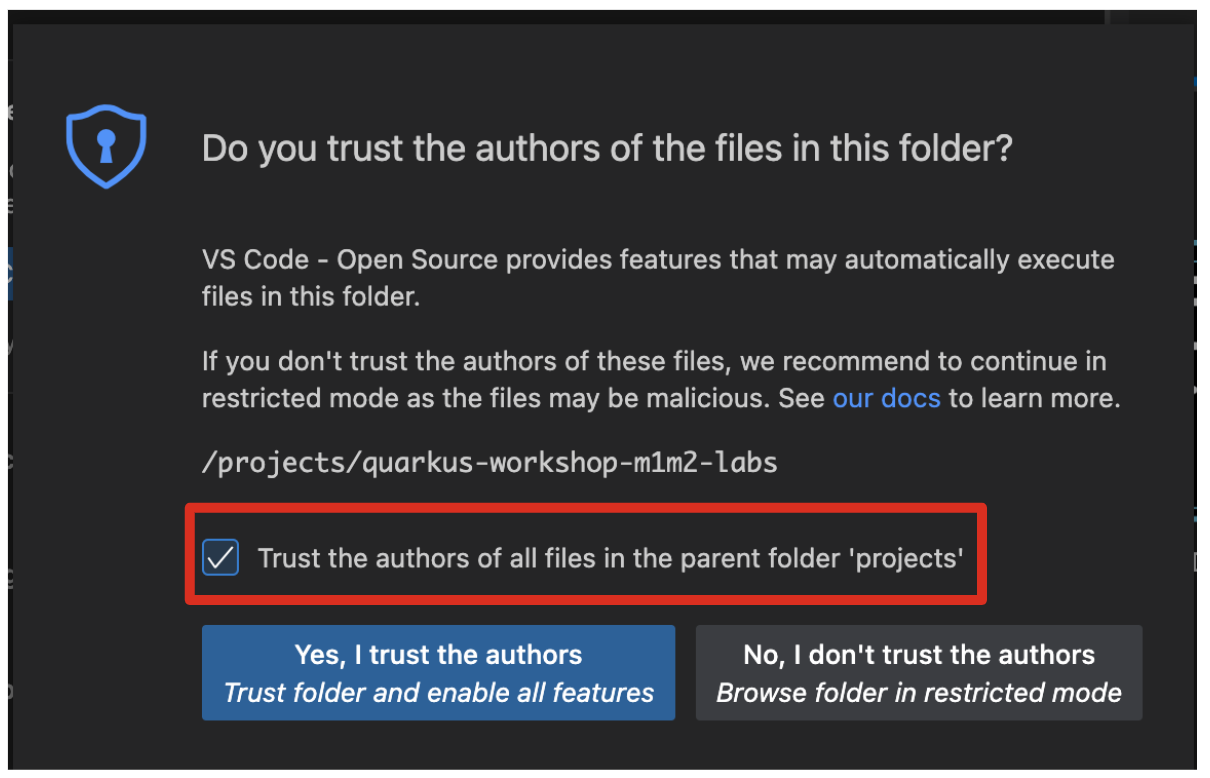 Do you trust the authors of the files in this folder?
VS Code - Open Source provides features that may automatically execute
files in this folder.
If you don't trust the authors of these files, we recommend to continue in
restricted mode as the files may be malicious. See our docs to learn more.
/projects/quarkus-workshop-m1m2-labs
Trust the authors of all files in the parent folder 'projects'
Yes, I trust the authors
Trust folder and enable all features
No, I don't trust the authors
Browse folder in restricted mode